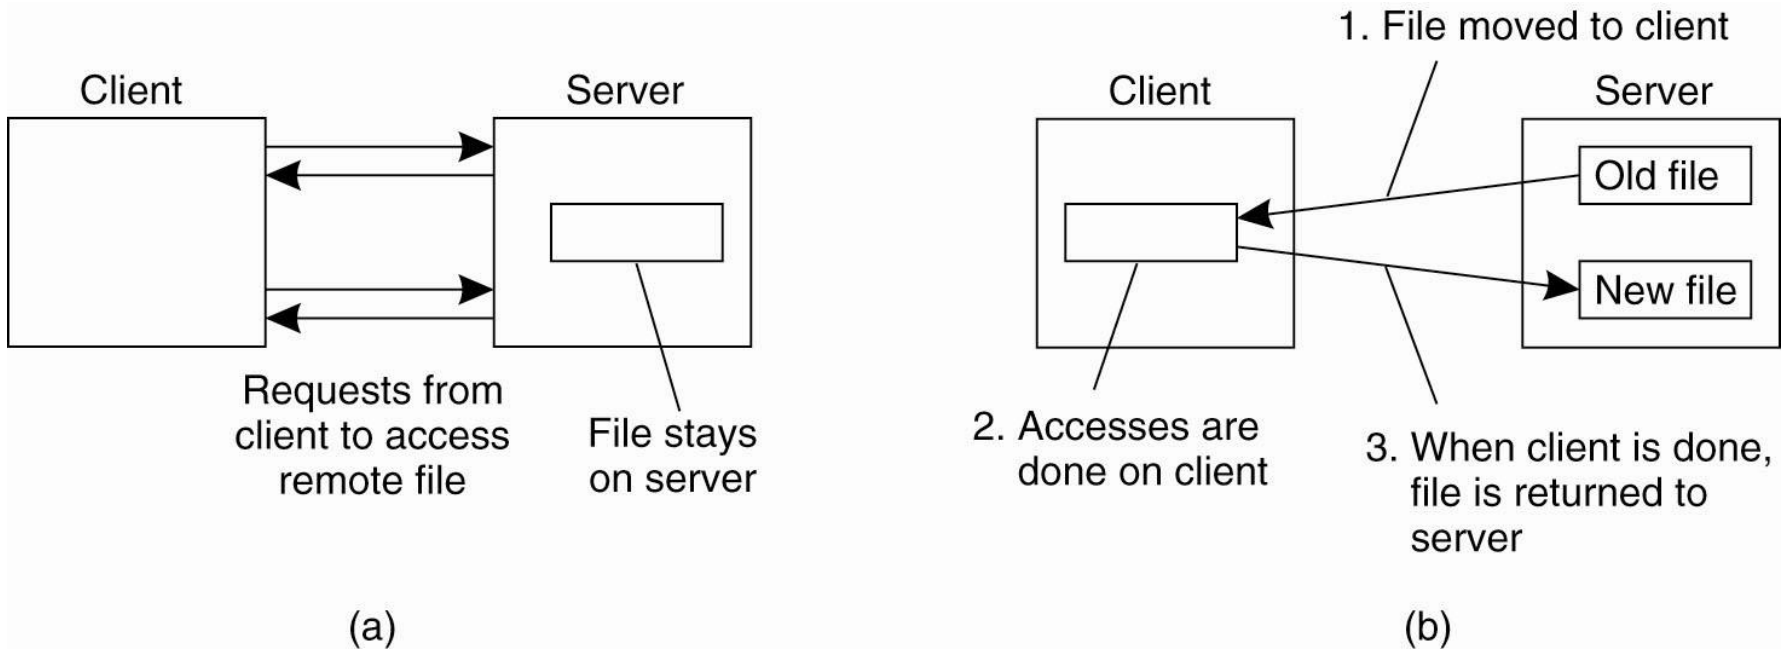 Client
Server
Requests from
client to access
remote file
File stays
on server
(a)
1. File moved to client
Client
Server
Old file
New file
2. Accesses are
done on client
3. When client is done,
file is returned to
server
(b)